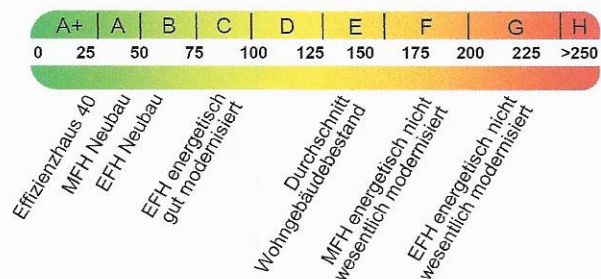 A+ A B C D E F G H
0 25 50 75 100 125 150 175 200 225 >250
Effizienzhaus 40
MFH Neubau
EFH Neubau
EFH energetisch
gut modernisiert
Durchschnitt
Wohngebäudebestand
MFH energetisch nicht
wesentlich modernisiert
EFH energetisch nicht
wesentlich modernisiert